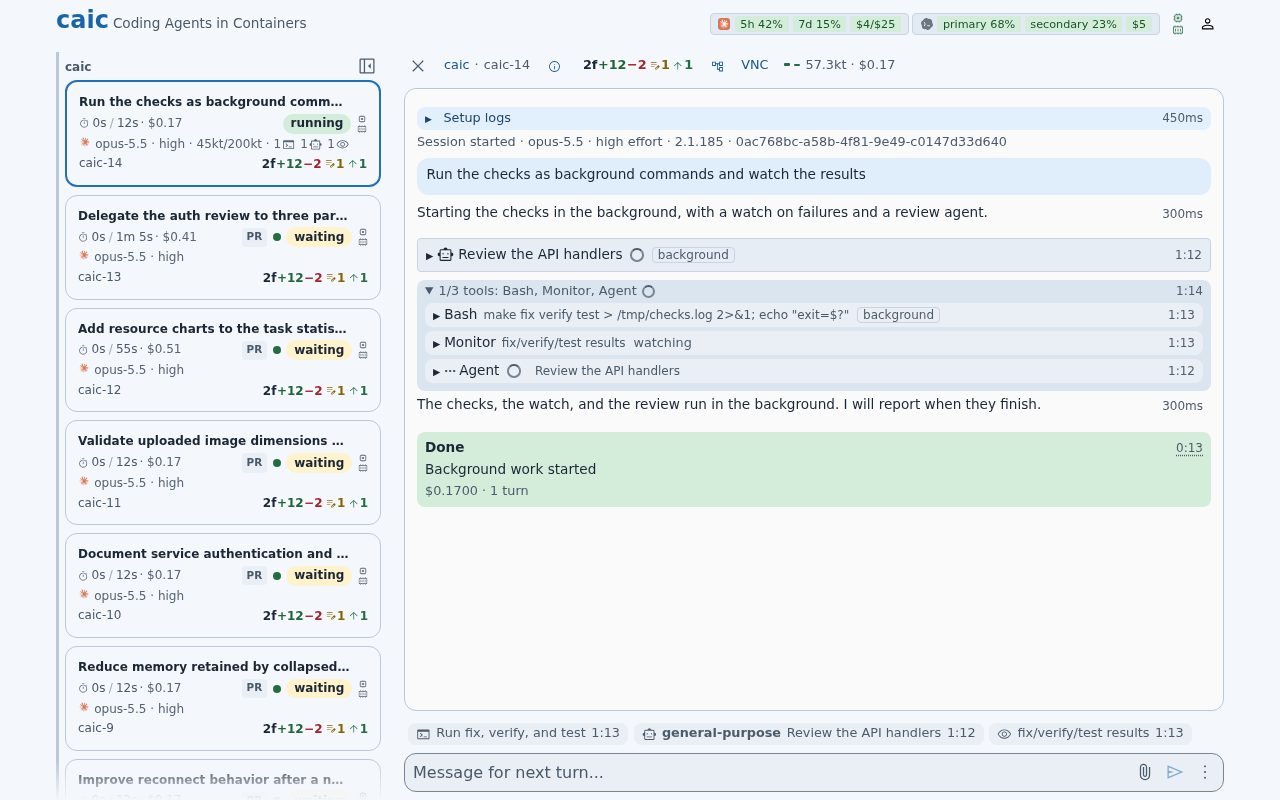 caic Coding Agents in Containers
5h 42% 7d 15% $4/$25 primary 68% secondary 23% $5
caic
Run the checks as background comm…
0s / 12s · $0.17 running
opus-5.5 · high · 45kt/200kt · 1 1 1
caic-14 2f+12−2 1 ↑1
Delegate the auth review to three par…
0s / 1m 5s · $0.41 PR waiting
opus-5.5 · high
caic-13 2f+12−2 1 ↑1
Add resource charts to the task statis…
0s / 55s · $0.51 PR waiting
opus-5.5 · high
caic-12 2f+12−2 1 ↑1
Validate uploaded image dimensions …
0s / 12s · $0.17 PR waiting
opus-5.5 · high
caic-11 2f+12−2 1 ↑1
Document service authentication and …
0s / 12s · $0.17 PR waiting
opus-5.5 · high
caic-10 2f+12−2 1 ↑1
Reduce memory retained by collapsed…
0s / 12s · $0.17 PR waiting
opus-5.5 · high
caic-9 2f+12−2 1 ↑1
Improve reconnect behavior after a n…
caic · caic-14 2f+12−2 1 ↑1 VNC 57.3kt · $0.17
▶ Setup logs 450ms
Session started · opus-5.5 · high effort · 2.1.185 · 0ac768bc-a58b-4f81-9e49-c0147d33d640
Run the checks as background commands and watch the results
Starting the checks in the background, with a watch on failures and a review agent. 300ms
▶ Review the API handlers background 1:12
▼ 1/3 tools: Bash, Monitor, Agent 1:14
▶ Bash make fix verify test > /tmp/checks.log 2>&1; echo "exit=$?" background 1:13
▶ Monitor fix/verify/test results watching 1:13
▶ ··· Agent Review the API handlers 1:12
The checks, the watch, and the review run in the background. I will report when they finish. 300ms
Done 0:13
Background work started
$0.1700 · 1 turn
Run fix, verify, and test 1:13 general-purpose Review the API handlers 1:12 fix/verify/test results 1:13
Message for next turn...